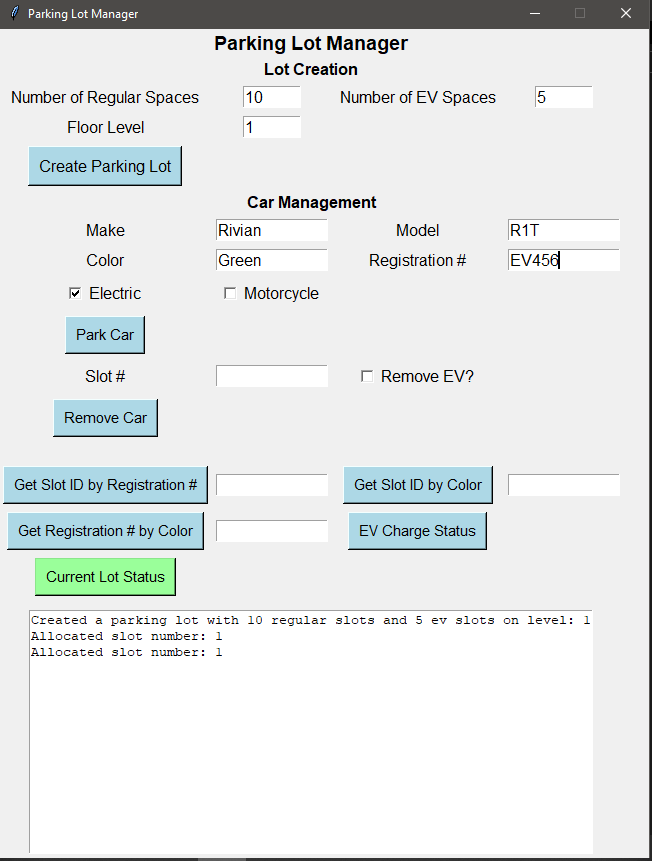 Parking Lot Manager
Parking Lot Manager
Lot Creation
Number of Regular Spaces 10 Number of EV Spaces 5
Floor Level 1
Create Parking Lot
Car Management
Make Rivian Model R1T
Color Green Registration # EV456
Electric Motorcycle
Park Car
Slot # Remove EV?
Remove Car
Get Slot ID by Registration # Get Slot ID by Color
Get Registration # by Color EV Charge Status
Current Lot Status
Created a parking lot with 10 regular slots and 5 ev slots on level: 1
Allocated slot number: 1
Allocated slot number: 1